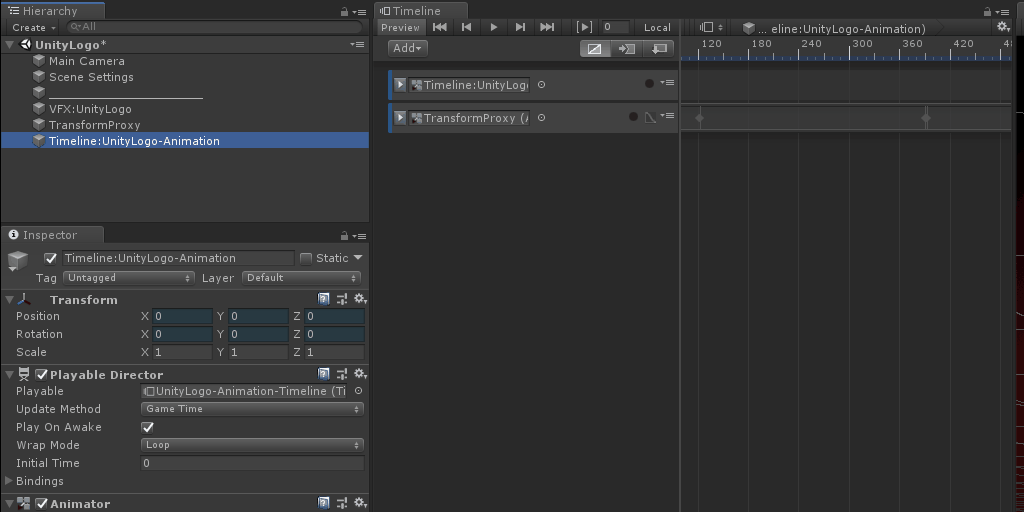 Hierarchy
Create
All
UnityLogo*
Main Camera
Scene Settings
____________________
VFX:UnityLogo
TransformProxy
Timeline:UnityLogo-Animation
Inspector
Timeline:UnityLogo-Animation Static
Tag Untagged Layer Default
Transform
Position X 0 Y 0 Z 0
Rotation X 0 Y 0 Z 0
Scale X 1 Y 1 Z 1
Playable Director
Playable UnityLogo-Animation-Timeline (Ti
Update Method Game Time
Play On Awake
Wrap Mode Loop
Initial Time 0
Bindings
Animator
Timeline
Preview 0 Local ... eline:UnityLogo-Animation)
Add
120 240 300 360 420
Timeline:UnityLog
TransformProxy (A